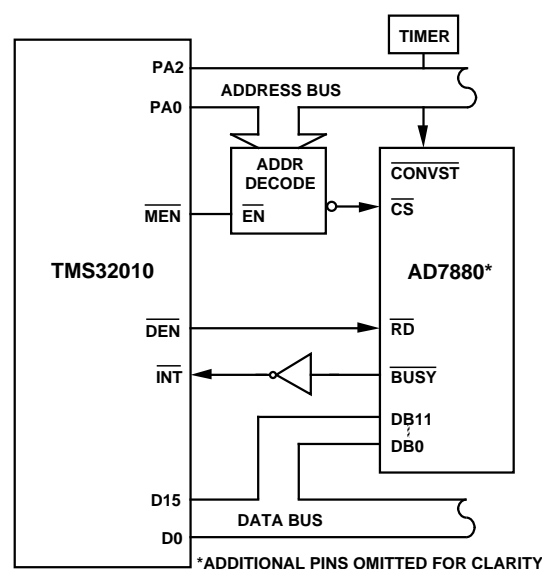 TIMER
PA2
ADDRESS BUS
PA0
ADDR
DECODE
CONVST
MEN
EN
CS
TMS32010
AD7880*
DEN
RD
INT
BUSY
DB11
DB0
D15
DATA BUS
D0
*ADDITIONAL PINS OMITTED FOR CLARITY